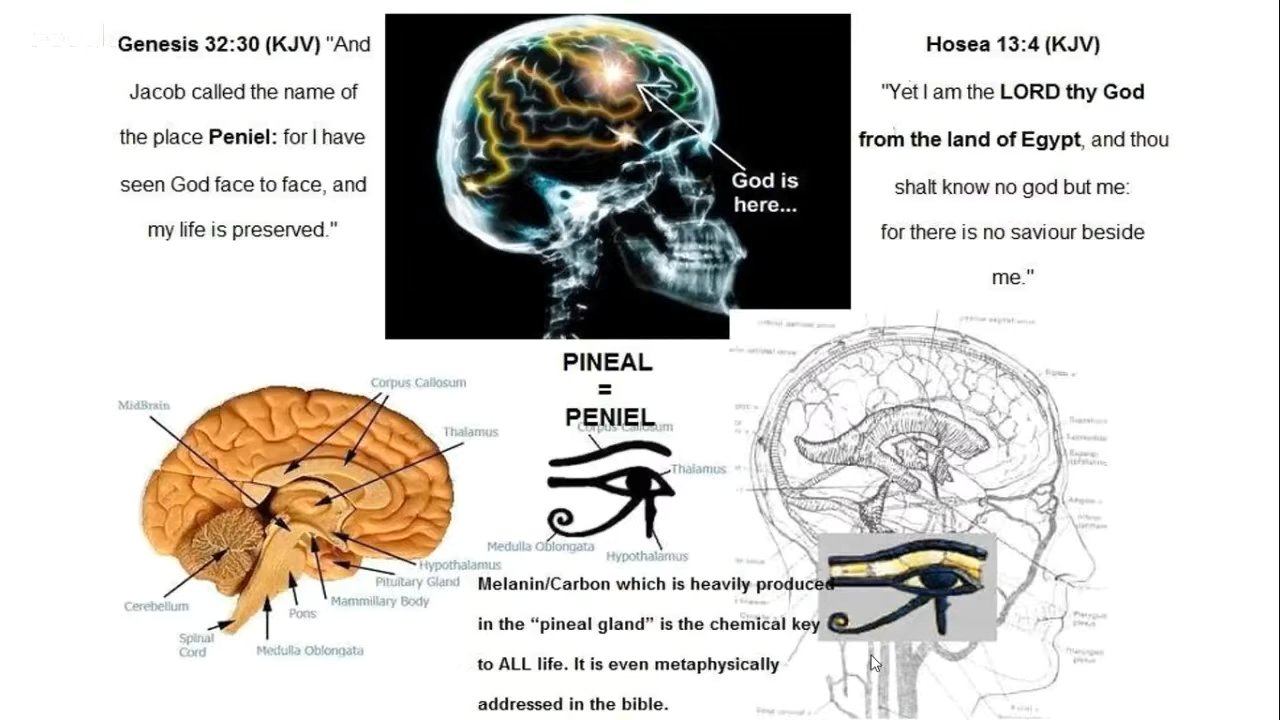 Genesis 32:30 (KJV) "And
Jacob called the name of
the place Peniel: for I have
seen God face to face, and
my life is preserved."
God is
here...
Hosea 13:4 (KJV)
"Yet I am the LORD thy God
from the land of Egypt, and thou
shalt know no god but me:
for there is no saviour beside
me."
PINEAL
=
PENIEL
Corpus Callosum
MidBrain
Thalamus
Hypothalamus
Pituitary Gland
Mammillary Body
Cerebellum
Pons
Spinal
Cord
Medulla Oblongata
Corpus Callosum
Thalamus
Medulla Oblongata
Hypothalamus
Melanin/Carbon which is heavily produced
in the “pineal gland” is the chemical key
to ALL life. It is even metaphysically
addressed in the bible.